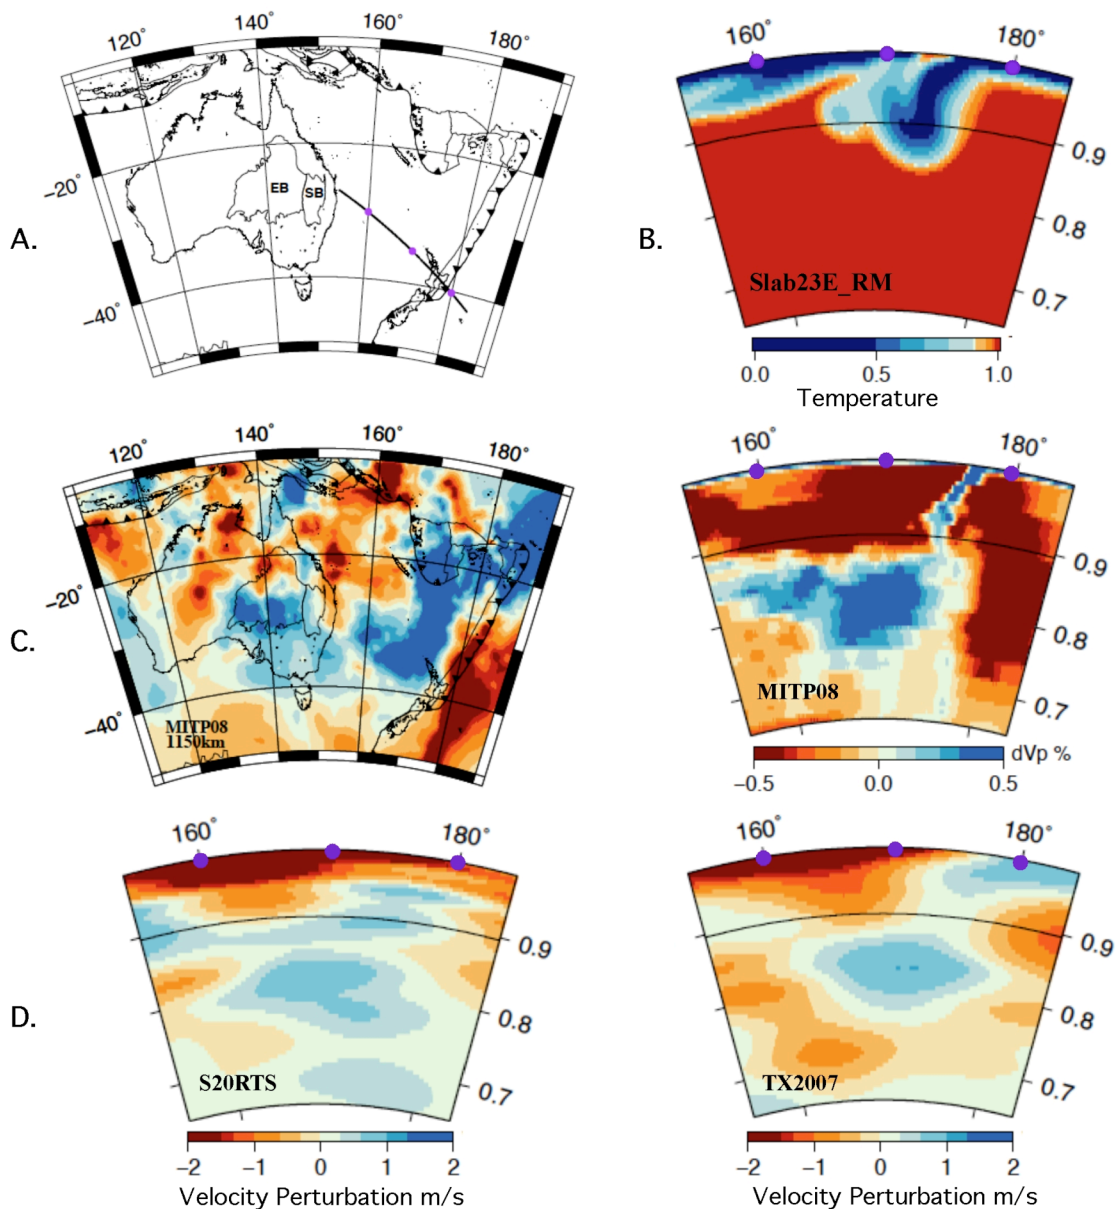 120° 140° 160° 180°
−20°
−40°
EB SB
A.
160° 180°
0.9
0.8
0.7
B.
Slab23E_RM
0.0 0.5 1.0
Temperature
120° 140° 160° 180°
−20°
−40°
C.
MITP08
1150km
160° 180°
0.9
0.8
0.7
MITP08
−0.5 0.0 0.5 dVp %
160° 180°
0.9
0.8
0.7
D.
S20RTS
−2 −1 0 1 2
Velocity Perturbation m/s
160° 180°
0.9
0.8
0.7
TX2007
−2 −1 0 1 2
Velocity Perturbation m/s